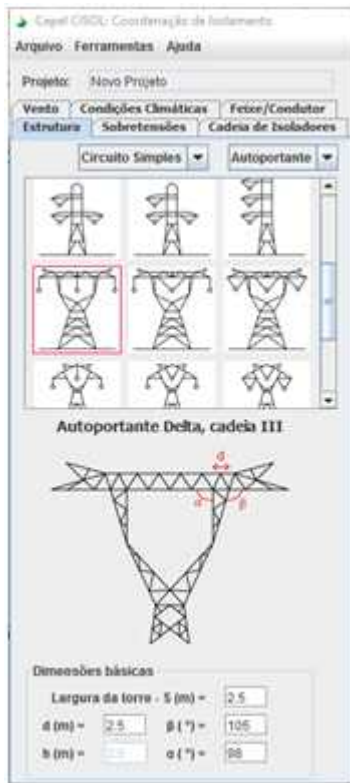 Cepel CISOL: Coordenação de Isolamento
Arquivo Ferramentas Ajuda
Projeto: Novo Projeto
Vento Condições Climáticas Feixe/Condutor
Estrutura Sobretensões Cadeia de Isoladores
Circuito Simples Autoportante
Autoportante Delta, cadeia III
d
α β
Dimensões básicas
Largura da torre - S (m) = 2.5
d (m) = 2.5 β (°) = 105
h (m) = α (°) = 98